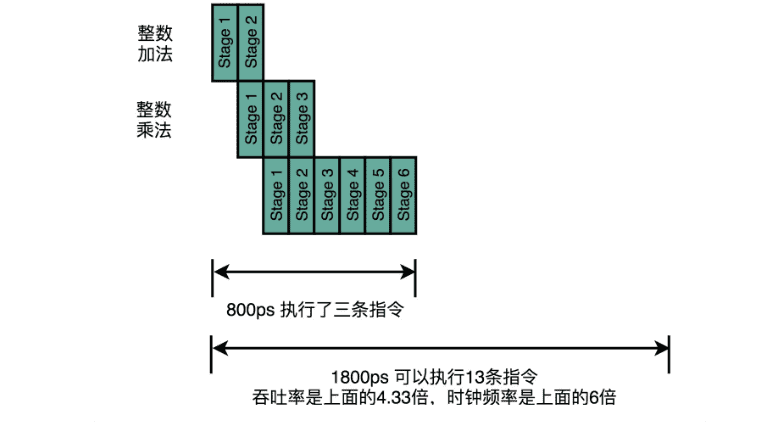 整数
加法
Stage 1
Stage 2
整数
乘法
Stage 1
Stage 2
Stage 3
Stage 1
Stage 2
Stage 3
Stage 4
Stage 5
Stage 6
800ps 执行了三条指令
1800ps 可以执行13条指令
吞吐率是上面的4.33倍，时钟频率是上面的6倍